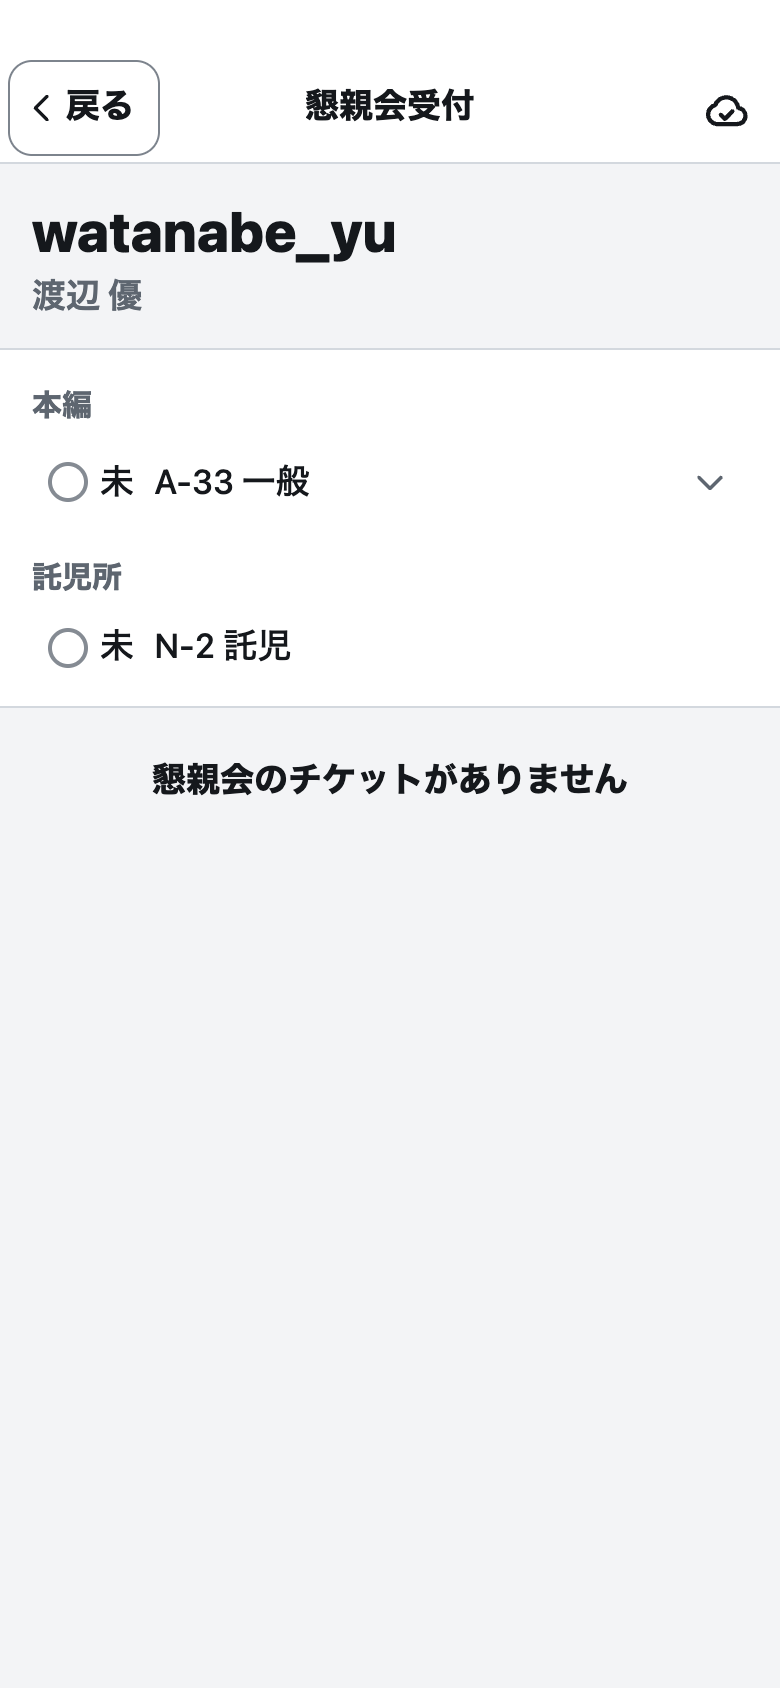 戻る
懇親会受付
watanabe_yu
渡辺 優
本編
未 A-33 一般
託児所
未 N-2 託児
懇親会のチケットがありません